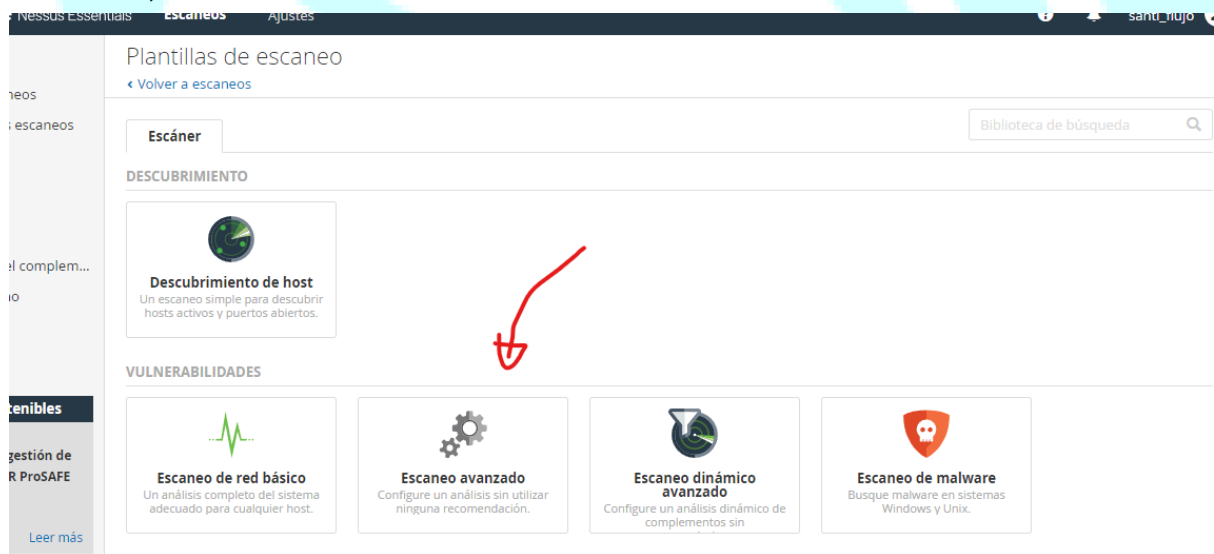 Nessus Essentials Escaneos Ajustes santi_flujo
Plantillas de escaneo
‹ Volver a escaneos
neos
s escaneos
Escáner
Biblioteca de búsqueda
DESCUBRIMIENTO
Descubrimiento de host
Un escaneo simple para descubrir
hosts activos y puertos abiertos.
el complem...
no
VULNERABILIDADES
Escaneo de red básico
Un análisis completo del sistema
adecuado para cualquier host.
Escaneo avanzado
Configure un análisis sin utilizar
ninguna recomendación.
Escaneo dinámico
avanzado
Configure un análisis dinámico de
complementos sin
Escaneo de malware
Busque malware en sistemas
Windows y Unix.
tenibles
gestión de
R ProSAFE
Leer más